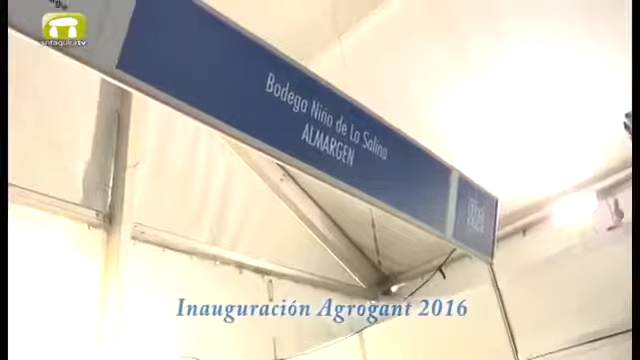 antequeratv
Bodega Niño de La Salina
ALMARGEN
Inauguración Agrogant 2016